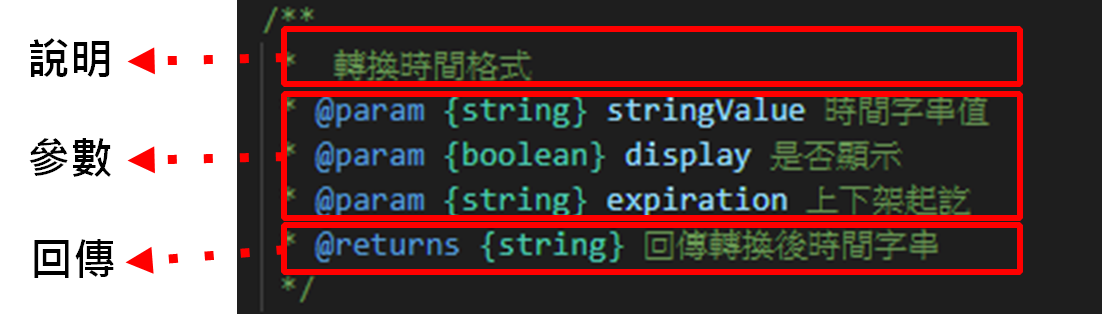 /**
說明
* 轉換時間格式
* @param {string} stringValue 時間字串值
參數
* @param {boolean} display 是否顯示
* @param {string} expiration 上下架起訖
回傳
* @returns {string} 回傳轉換後時間字串
*/